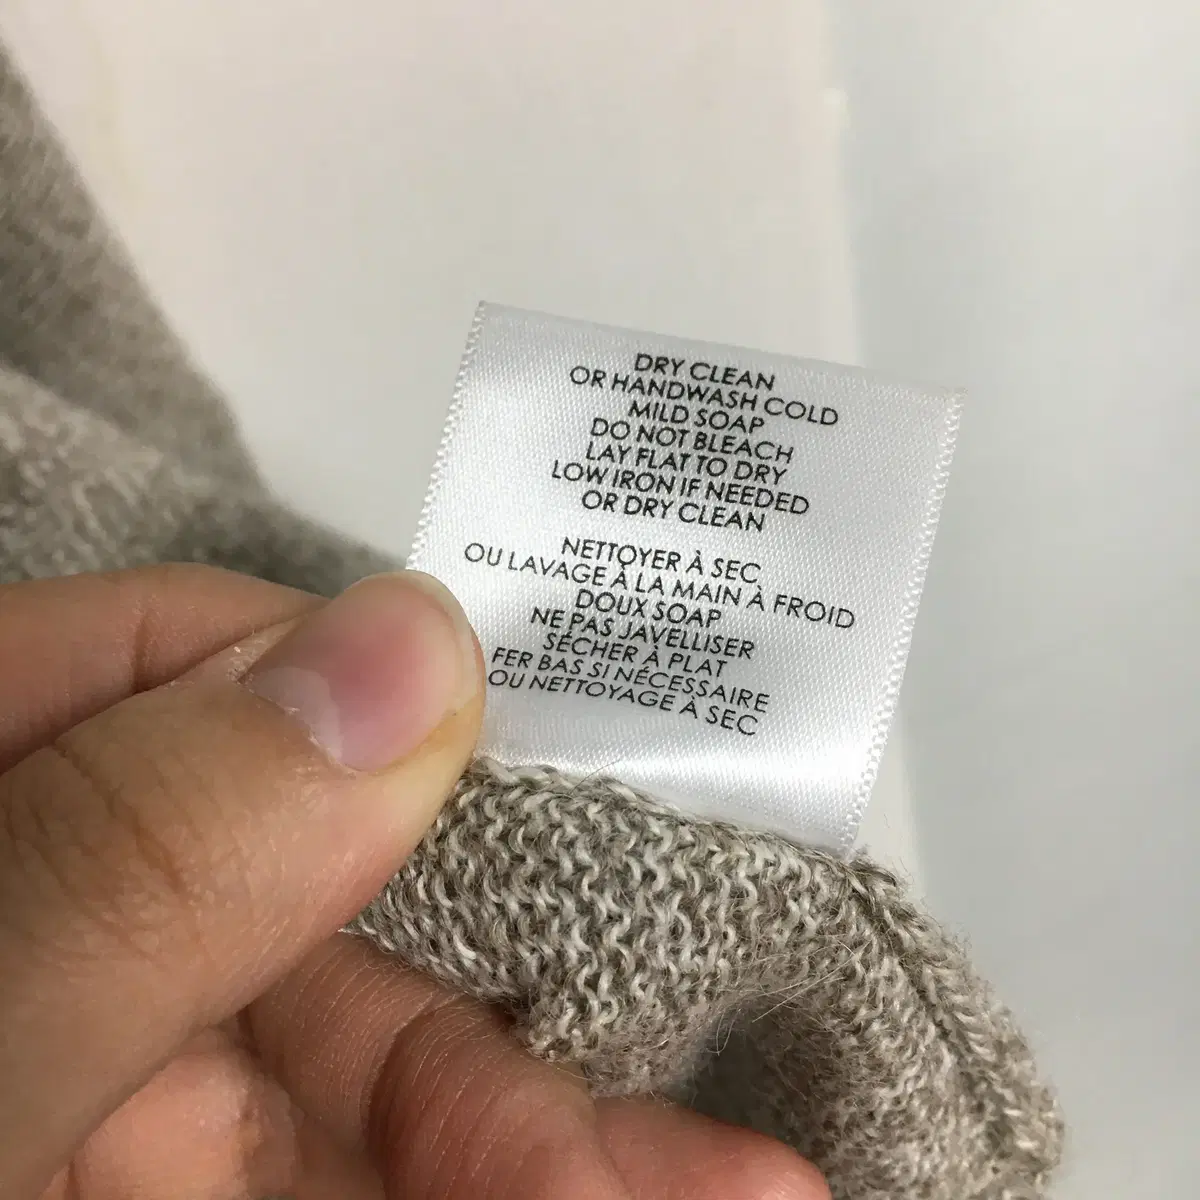 DRY CLEAN
OR HANDWASH COLD
MILD SOAP
DO NOT BLEACH
LAY FLAT TO DRY
LOW IRON IF NEEDED
OR DRY CLEAN
NETTOYER À SEC
OU LAVAGE À LA MAIN À FROID
DOUX SOAP
NE PAS JAVELLISER
SÉCHER À PLAT
FER BAS SI NÉCESSAIRE
OU NETTOYAGE À SEC